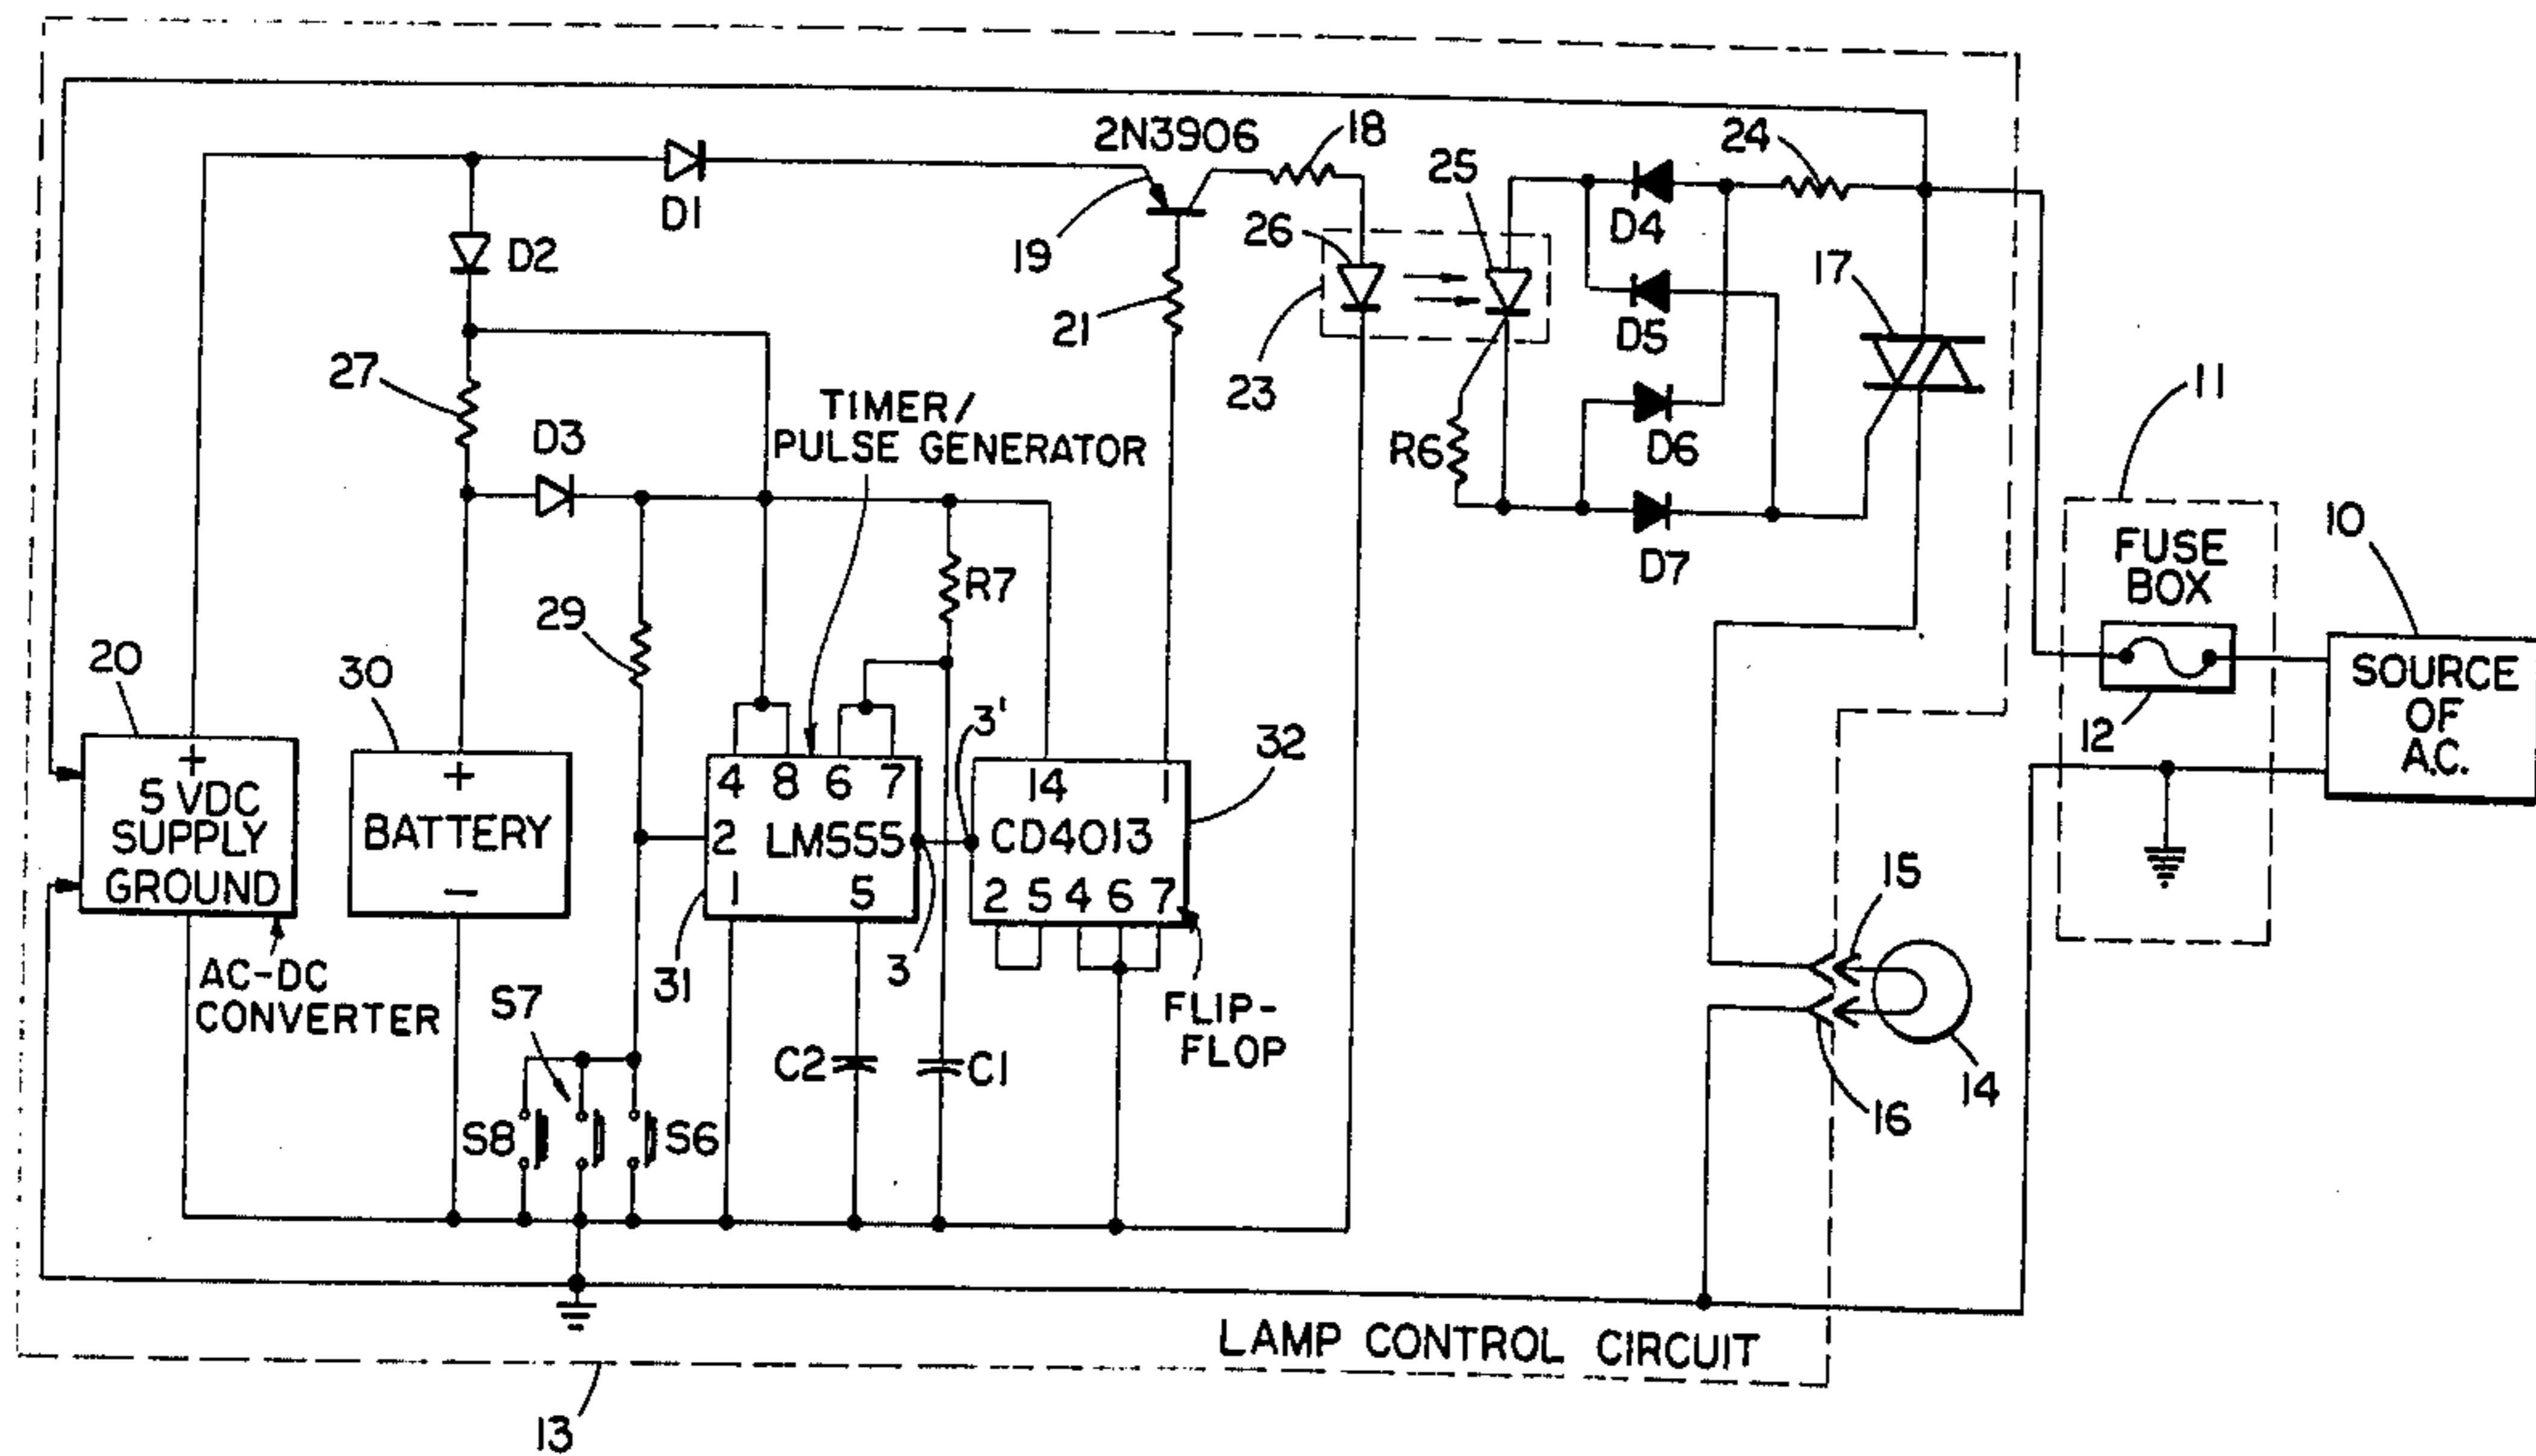 2N3906
18
24
25
D1
D4
26
D2
19
17
21
D5
27
23
11
TIMER/
PULSE GENERATOR
D3
R6
D6
10
FUSE
BOX
D7
R7
29
20
30
3'
32
12
SOURCE
OF
A.C.
+
5 VDC
SUPPLY
GROUND
+
BATTERY
-
4 8 6 7
2 LM555
1 5
14 1
CD4013
2 5 4 6 7
15
31
3
AC-DC
CONVERTER
S7
FLIP-
FLOP
C2
C1
14
16
S8
S6
LAMP CONTROL CIRCUIT
13